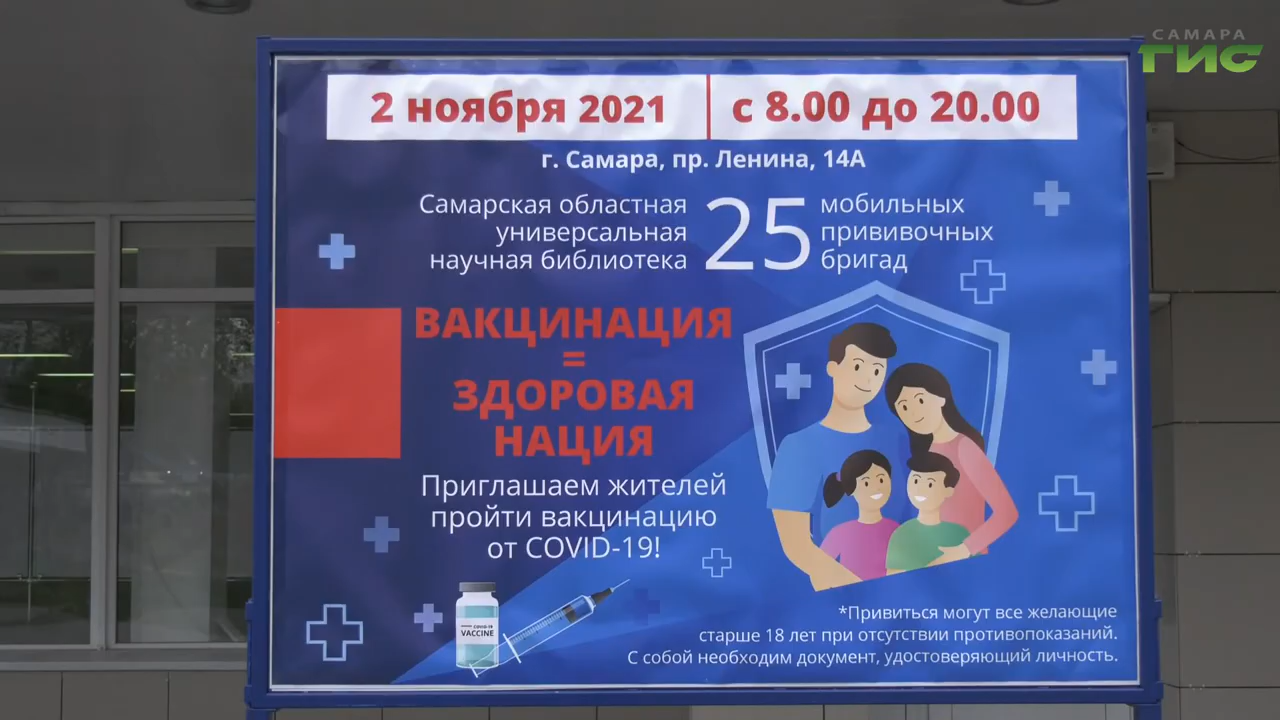 САМАРА
ГИС
2 ноября 2021 с 8.00 до 20.00
г. Самара, пр. Ленина, 14А
Самарская областная
универсальная
научная библиотека
25
мобильных
прививочных
бригад
ВАКЦИНАЦИЯ
=
ЗДОРОВАЯ
НАЦИЯ
Приглашаем жителей
пройти вакцинацию
от COVID-19!
covid-19
VACCINE
*Привиться могут все желающие
старше 18 лет при отсутствии противопоказаний.
С собой необходим документ, удостоверяющий личность.